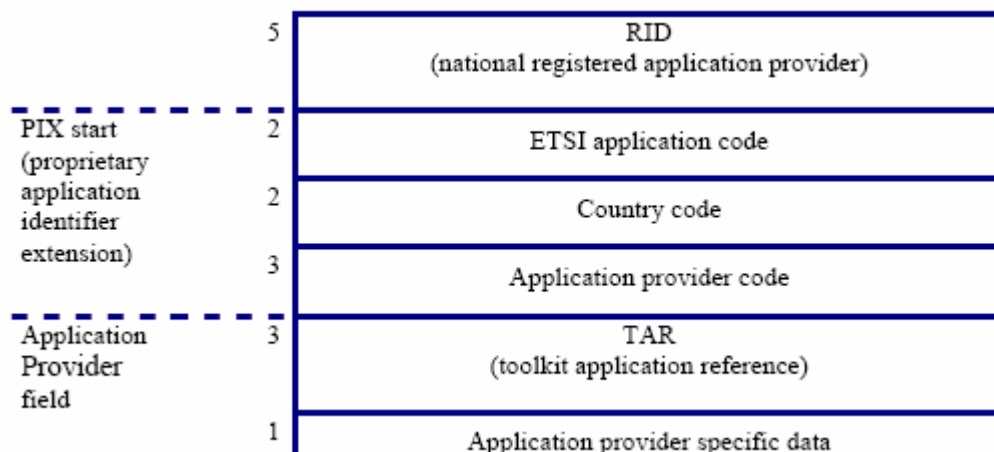 5
RID
(national registered application provider)
PIX start
(proprietary
application
identifier
extension)
2
ETSI application code
2
Country code
3
Application provider code
Application
Provider
field
3
TAR
(toolkit application reference)
1
Application provider specific data